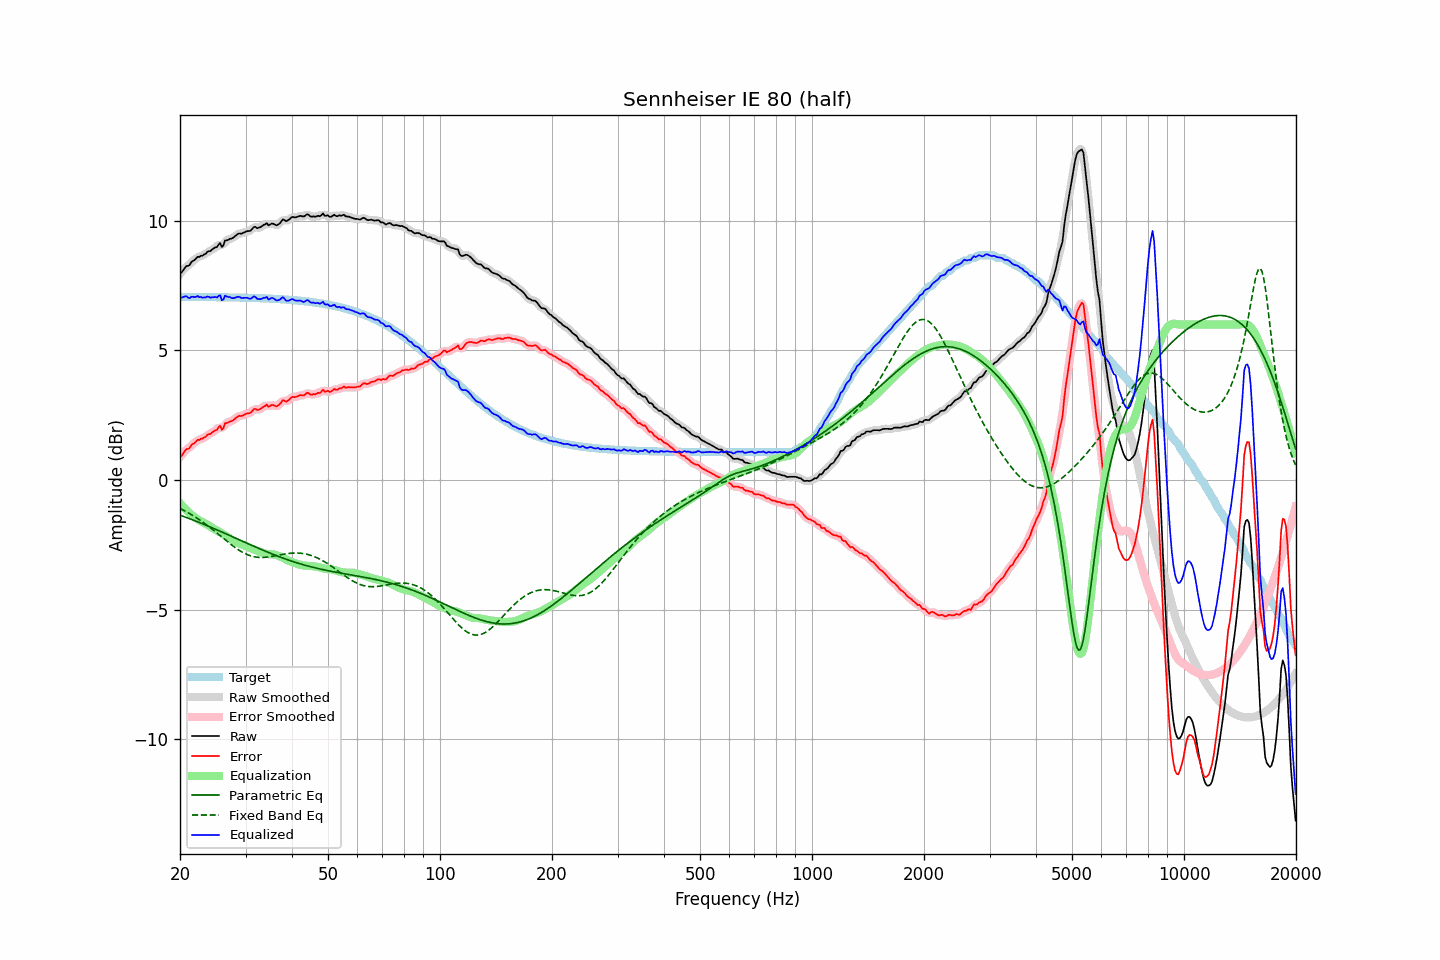 Sennheiser IE 80 (half)
Amplitude (dBr)
10
5
0
−5
−10
Target
Raw Smoothed
Error Smoothed
Raw
Error
Equalization
Parametric Eq
Fixed Band Eq
Equalized
20 50 100 200 500 1000 2000 5000 10000 20000
Frequency (Hz)